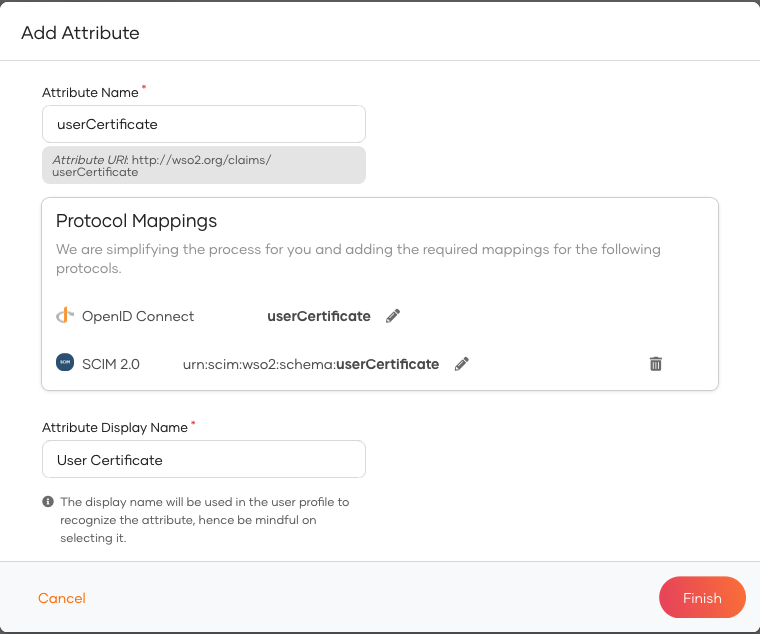 Add Attribute
Attribute Name *
userCertificate
Attribute URI: http://wso2.org/claims/
userCertificate
Protocol Mappings
We are simplifying the process for you and adding the required mappings for the following
protocols.
OpenID Connect userCertificate
SCIM SCIM 2.0 urn:scim:wso2:schema:userCertificate
Attribute Display Name *
User Certificate
The display name will be used in the user profile to
recognize the attribute, hence be mindful on
selecting it.
Cancel Finish